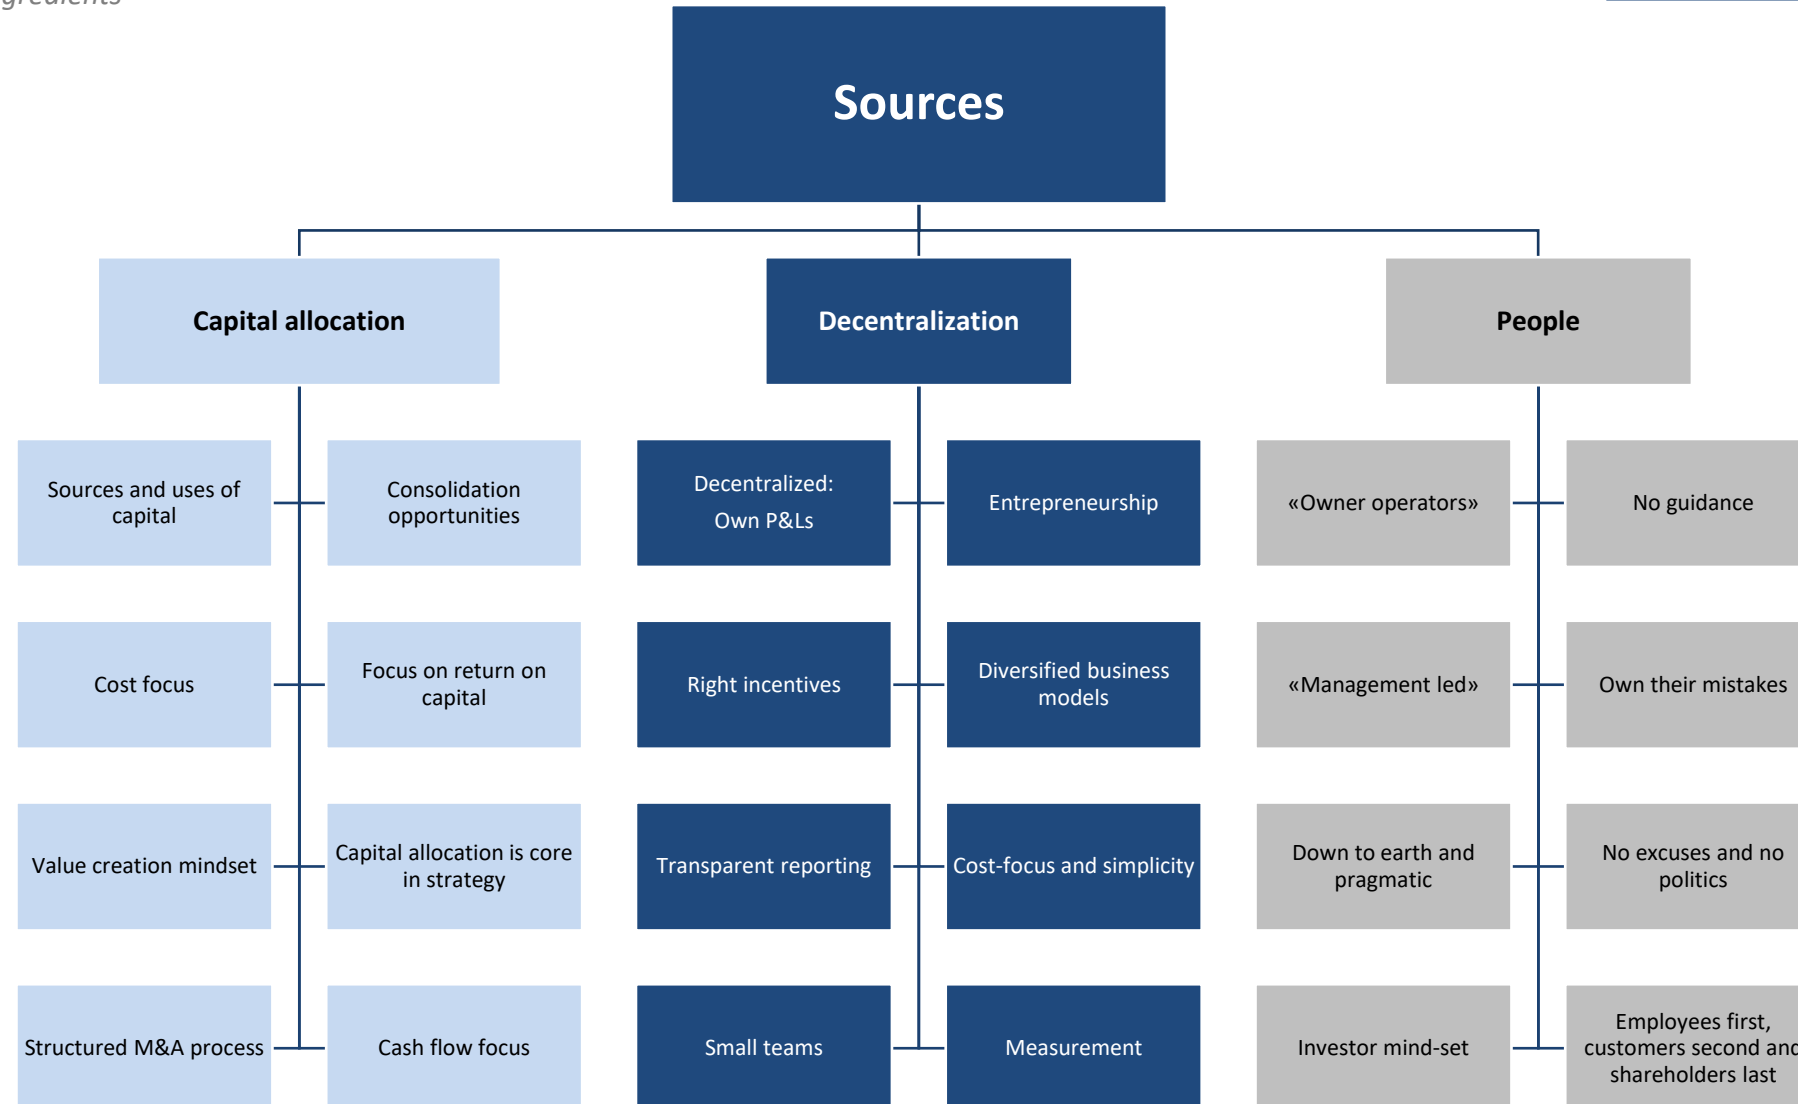 Sources
Capital allocation
Decentralization
People
Sources and uses of
capital
Consolidation
opportunities
Decentralized:
Own P&Ls
Entrepreneurship
«Owner operators»
No guidance
Cost focus
Focus on return on
capital
Right incentives
Diversified business
models
«Management led»
Own their mistakes
Value creation mindset
Capital allocation is core
in strategy
Transparent reporting
Cost-focus and simplicity
Down to earth and
pragmatic
No excuses and no
politics
Structured M&A process
Cash flow focus
Small teams
Measurement
Investor mind-set
Employees first,
customers second and
shareholders last